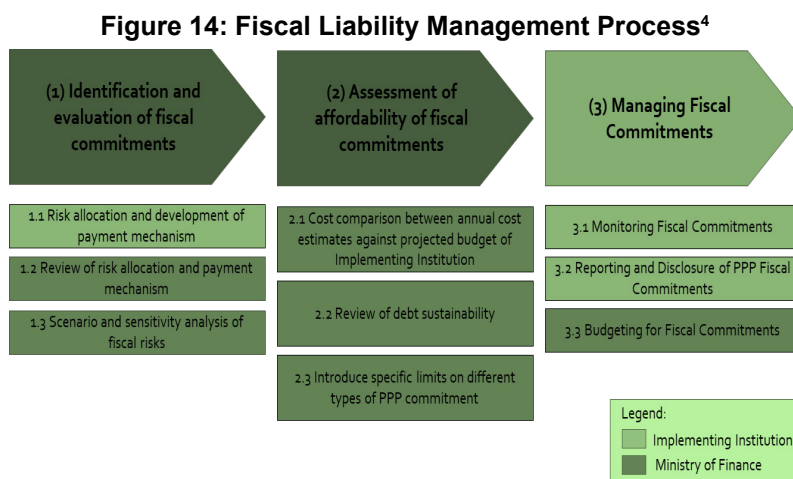 Figure 14: Fiscal Liability Management Process⁴
(1) Identification and
evaluation of fiscal
commitments
(2) Assessment of
affordability of fiscal
commitments
(3) Managing Fiscal
Commitments
1.1 Risk allocation and development of
payment mechanism
1.2 Review of risk allocation and payment
mechanism
1.3 Scenario and sensitivity analysis of
fiscal risks
2.1 Cost comparison between annual cost
estimates against projected budget of
Implementing Institution
2.2 Review of debt sustainability
2.3 Introduce specific limits on different
types of PPP commitment
3.1 Monitoring Fiscal Commitments
3.2 Reporting and Disclosure of PPP Fiscal
Commitments
3.3 Budgeting for Fiscal Commitments
Legend:
Implementing Institution
Ministry of Finance